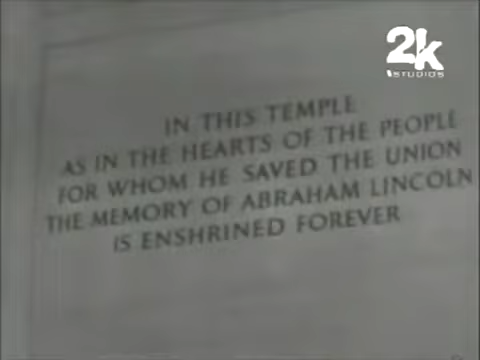 2k
STUDIOS
IN THIS TEMPLE
AS IN THE HEARTS OF THE PEOPLE
FOR WHOM HE SAVED THE UNION
THE MEMORY OF ABRAHAM LINCOLN
IS ENSHRINED FOREVER